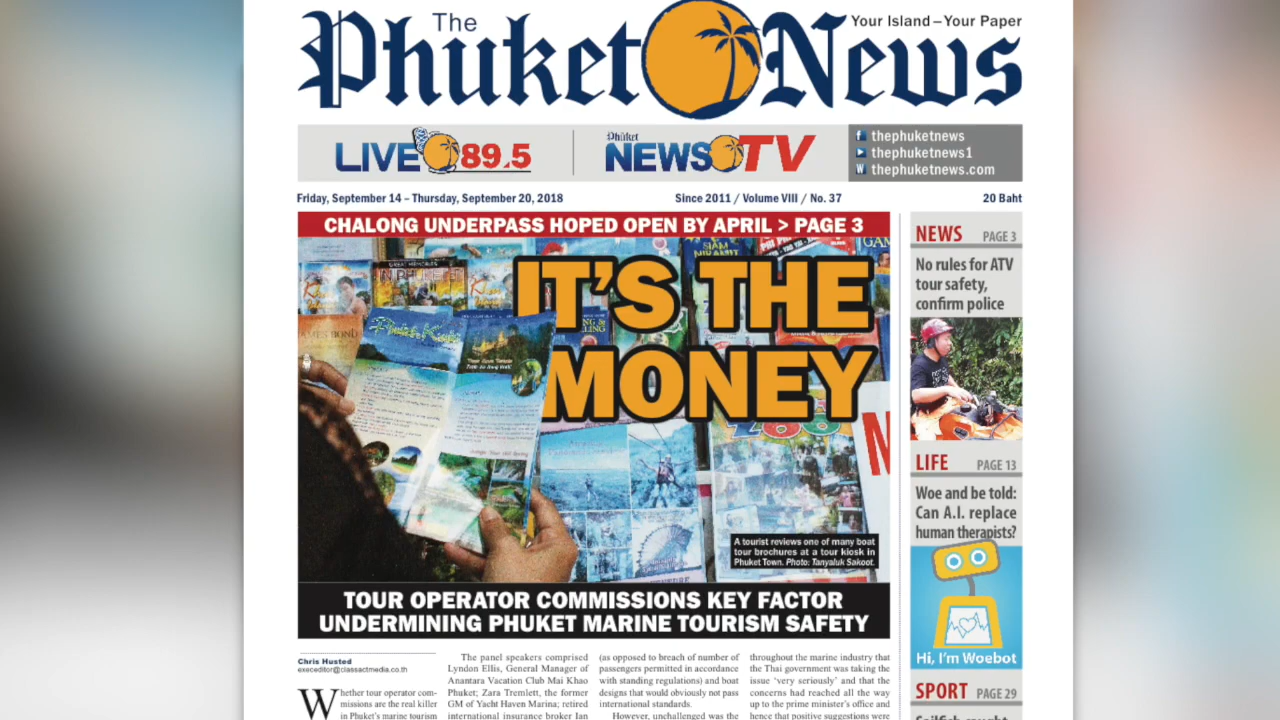 The
Phuket News
Your Island – Your Paper
LIVE 89.5
Phuket
NEWS TV
thephuketnews
thephuketnews1
thephuketnews.com
Friday, September 14 – Thursday, September 20, 2018
Since 2011 / Volume VIII / No. 37
20 Baht
CHALONG UNDERPASS HOPED OPEN BY APRIL > PAGE 3
IT'S THE
MONEY
A tourist reviews one of many boat
tour brochures at a tour kiosk in
Phuket Town. Photo: Tanyaluk Sakoot.
TOUR OPERATOR COMMISSIONS KEY FACTOR
UNDERMINING PHUKET MARINE TOURISM SAFETY
Chris Husted
execeditor@classactmedia.co.th
Whether tour operator com-
missions are the real killer
in Phuket's marine tourism
The panel speakers comprised
Lyndon Ellis, General Manager of
Anantara Vacation Club Mai Khao
Phuket; Zara Tremlett, the former
GM of Yacht Haven Marina; retired
international insurance broker Ian
(as opposed to breach of number of
passengers permitted in accordance
with standing regulations) and boat
designs that would obviously not pass
international standards.
However, unchallenged was the
throughout the marine industry that
the Thai government was taking the
issue 'very seriously' and that the
concerns had reached all the way
up to the prime minister's office and
hence that positive suggestions were
NEWS PAGE 3
No rules for ATV
tour safety,
confirm police
LIFE PAGE 13
Woe and be told:
Can A.I. replace
human therapists?
Hi, I'm Woebot
SPORT PAGE 29